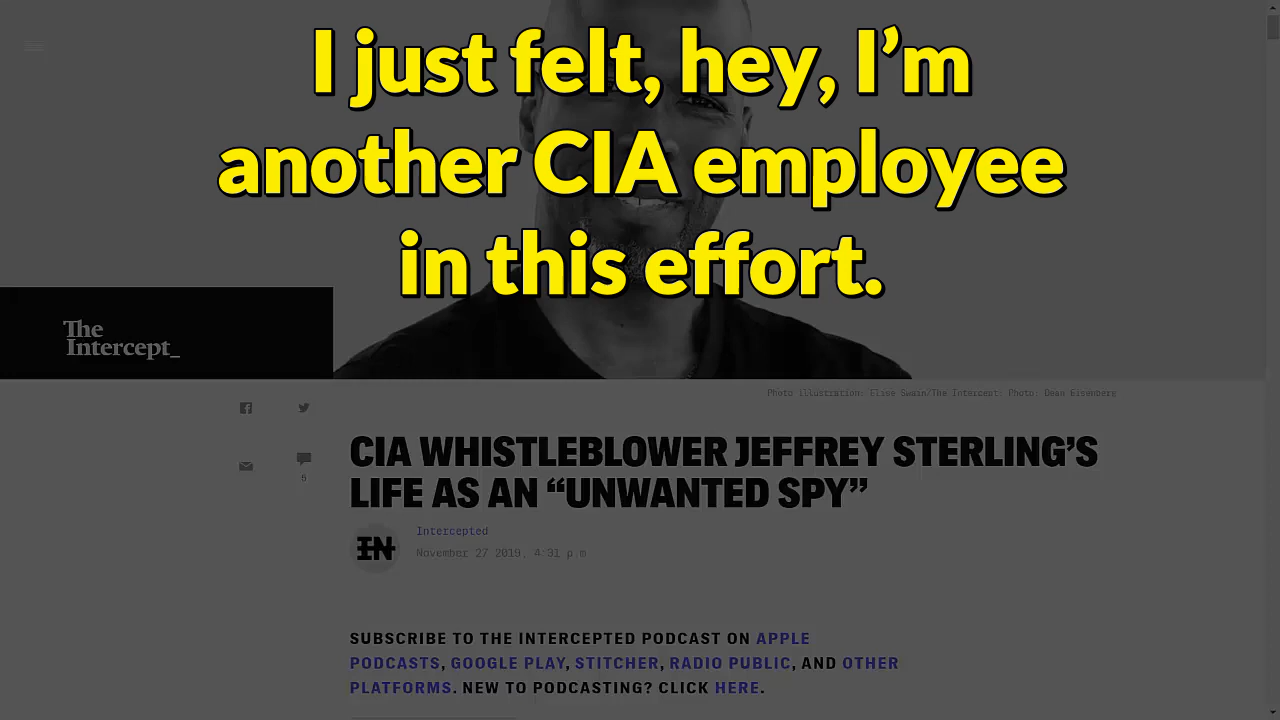 I just felt, hey, I’m
another CIA employee
in this effort.
The
Intercept_
Photo Illustration: Elise Swain/The Intercept; Photo: Dean Eisenberg
CIA WHISTLEBLOWER JEFFREY STERLING’S
LIFE AS AN “UNWANTED SPY”
IN
Intercepted
November 27 2019, 4:31 p.m
6
SUBSCRIBE TO THE INTERCEPTED PODCAST ON APPLE
PODCASTS, GOOGLE PLAY, STITCHER, RADIO PUBLIC, AND OTHER
PLATFORMS. NEW TO PODCASTING? CLICK HERE.